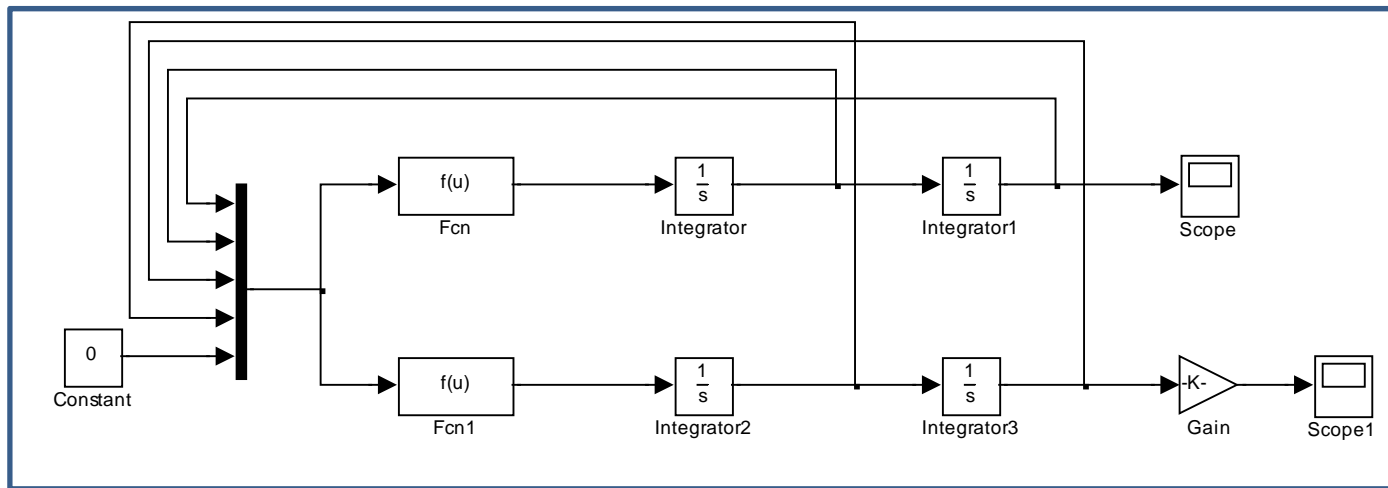 f(u)
Fcn
1
s
Integrator
1
s
Integrator1
Scope
0
Constant
f(u)
Fcn1
1
s
Integrator2
1
s
Integrator3
-K-
Gain
Scope1